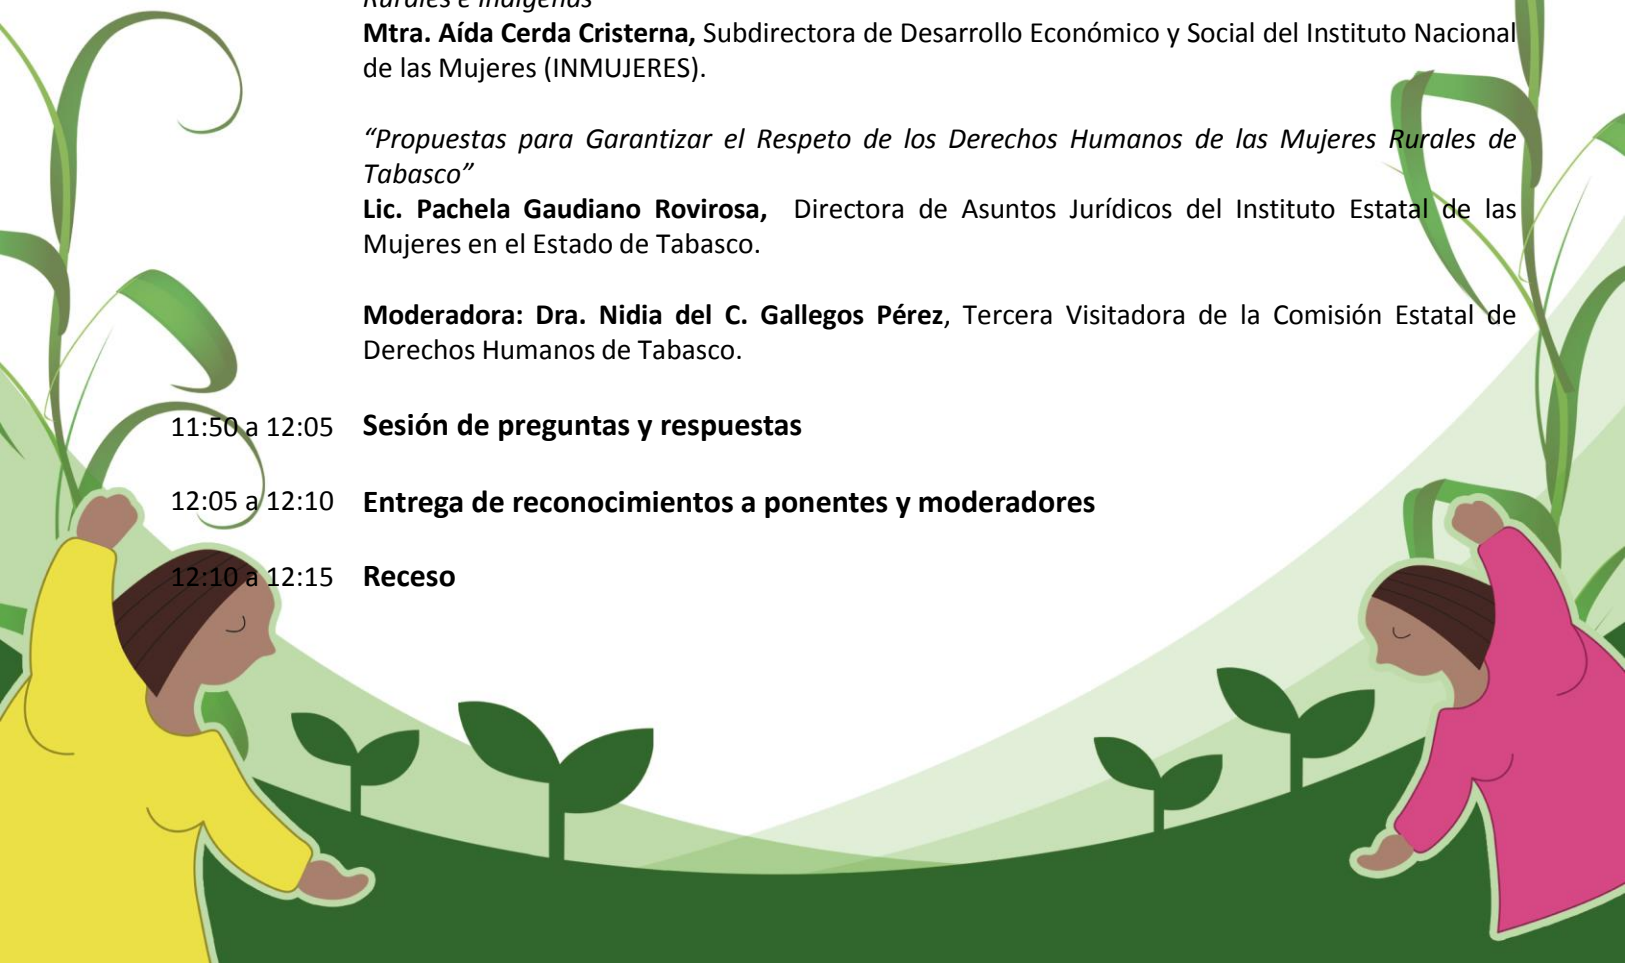 Rurales e Indígenas
Mtra. Aída Cerda Cristerna, Subdirectora de Desarrollo Económico y Social del Instituto Nacional
de las Mujeres (INMUJERES).
“Propuestas para Garantizar el Respeto de los Derechos Humanos de las Mujeres Rurales de
Tabasco”
Lic. Pachela Gaudiano Rovirosa, Directora de Asuntos Jurídicos del Instituto Estatal de las
Mujeres en el Estado de Tabasco.
Moderadora: Dra. Nidia del C. Gallegos Pérez, Tercera Visitadora de la Comisión Estatal de
Derechos Humanos de Tabasco.
11:50 a 12:05 Sesión de preguntas y respuestas
12:05 a 12:10 Entrega de reconocimientos a ponentes y moderadores
12:10 a 12:15 Receso